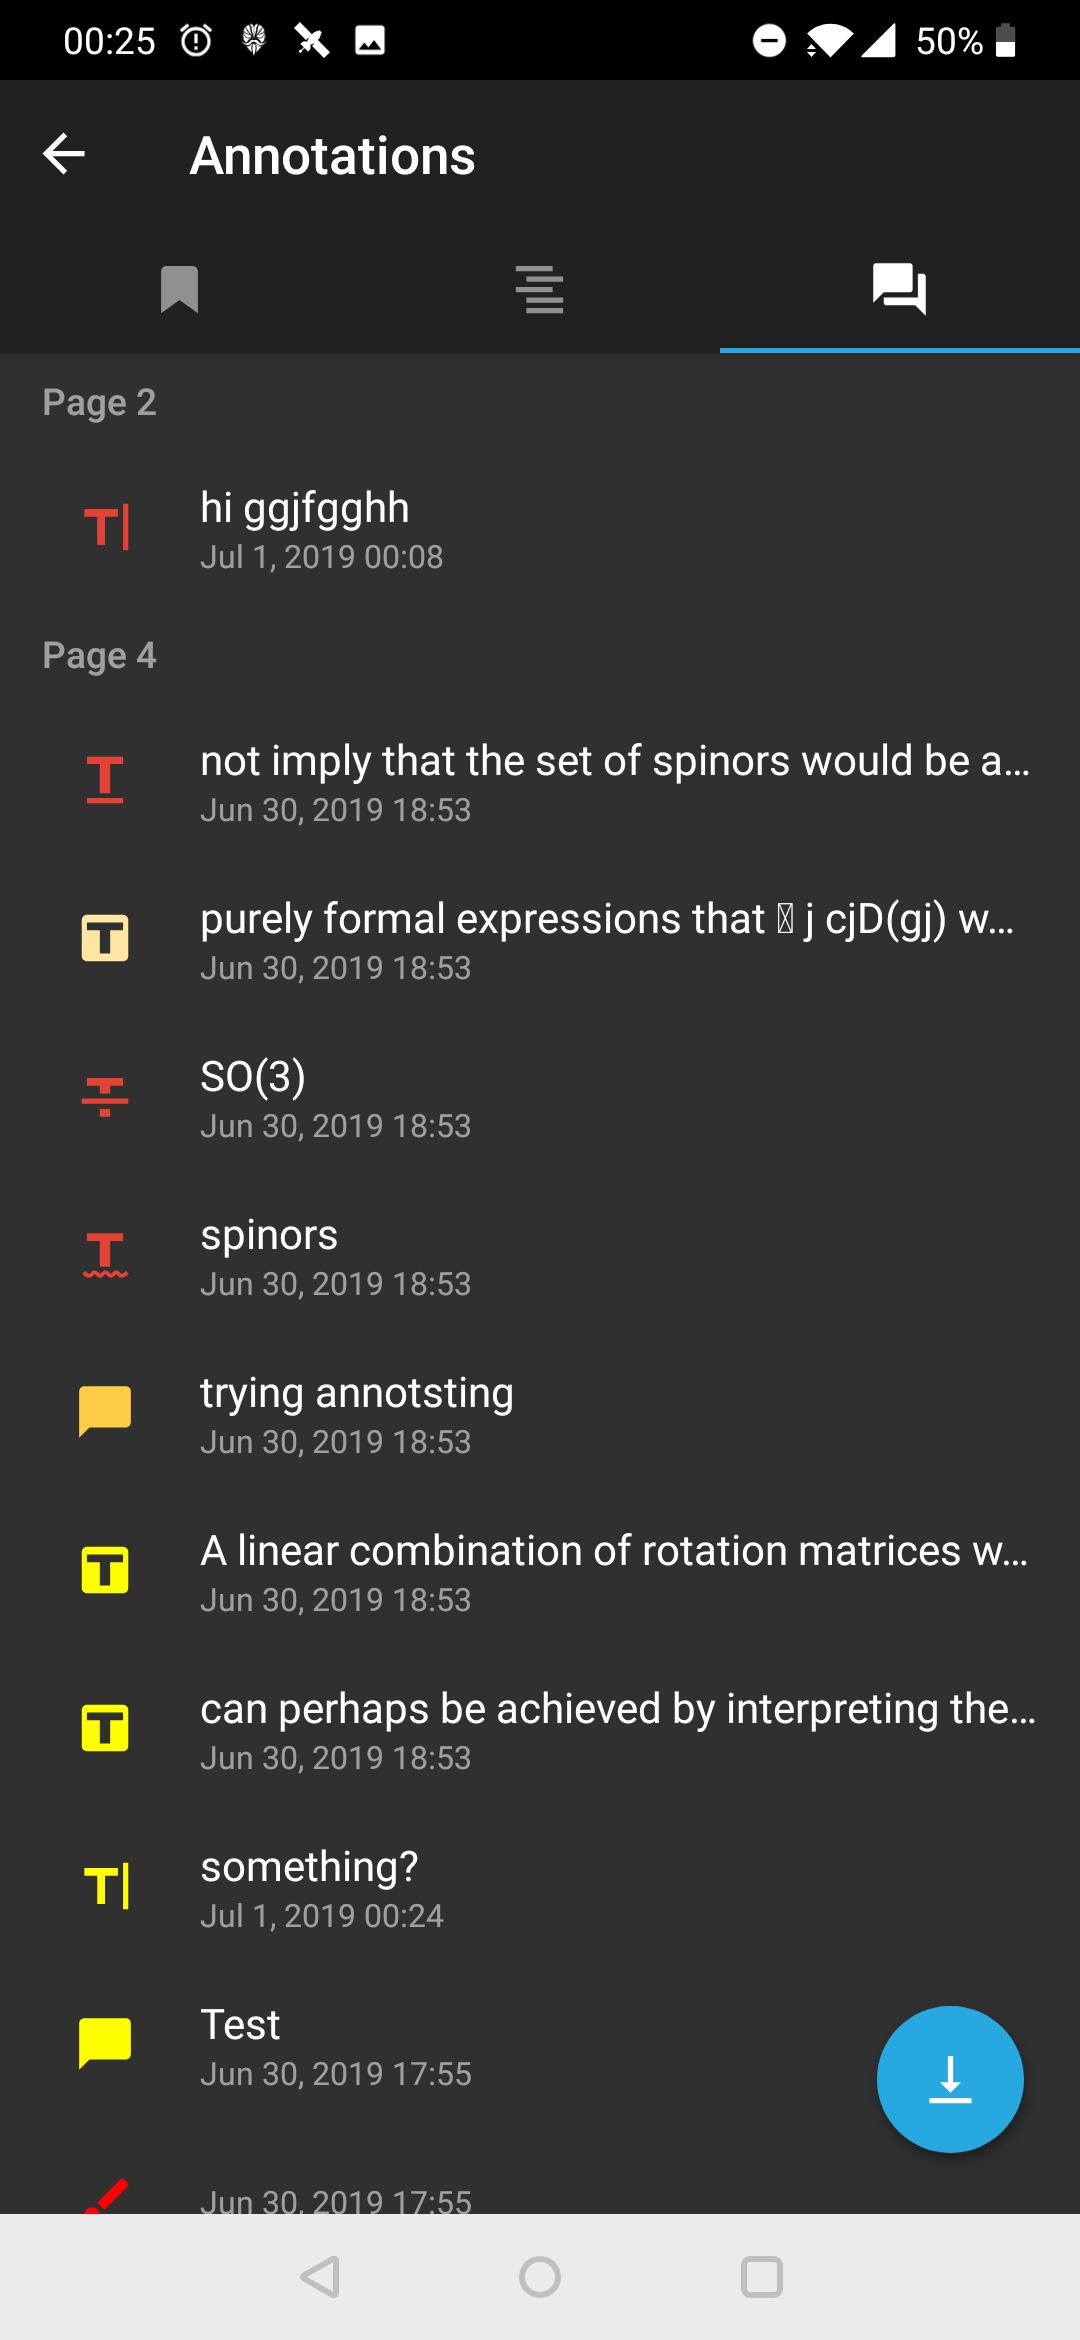 00:25
50%
Annotations
Page 2
hi ggjfgghh
Jul 1, 2019 00:08
Page 4
not imply that the set of spinors would be a...
Jun 30, 2019 18:53
purely formal expressions that  j cjD(gj) w...
Jun 30, 2019 18:53
SO(3)
Jun 30, 2019 18:53
spinors
Jun 30, 2019 18:53
trying annotsting
Jun 30, 2019 18:53
A linear combination of rotation matrices w...
Jun 30, 2019 18:53
can perhaps be achieved by interpreting the...
Jun 30, 2019 18:53
something?
Jul 1, 2019 00:24
Test
Jun 30, 2019 17:55
Jun 30, 2019 17:55